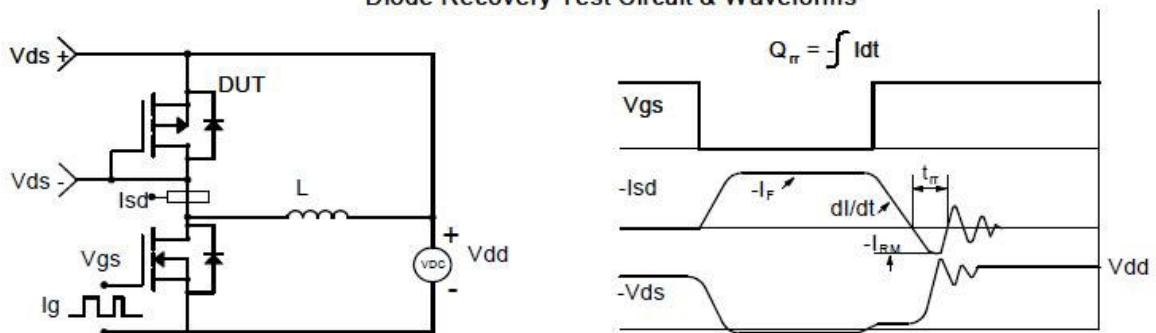 Diode Recovery Test Circuit & Waveforms
Vds +
DUT
Vds -
Isd
L
Vgs
Ig
+
VDC
Vdd
-
Qrr = -∫ Idt
Vgs
-Isd
-IF
dI/dt
trr
-IRM
Vdd
-Vds